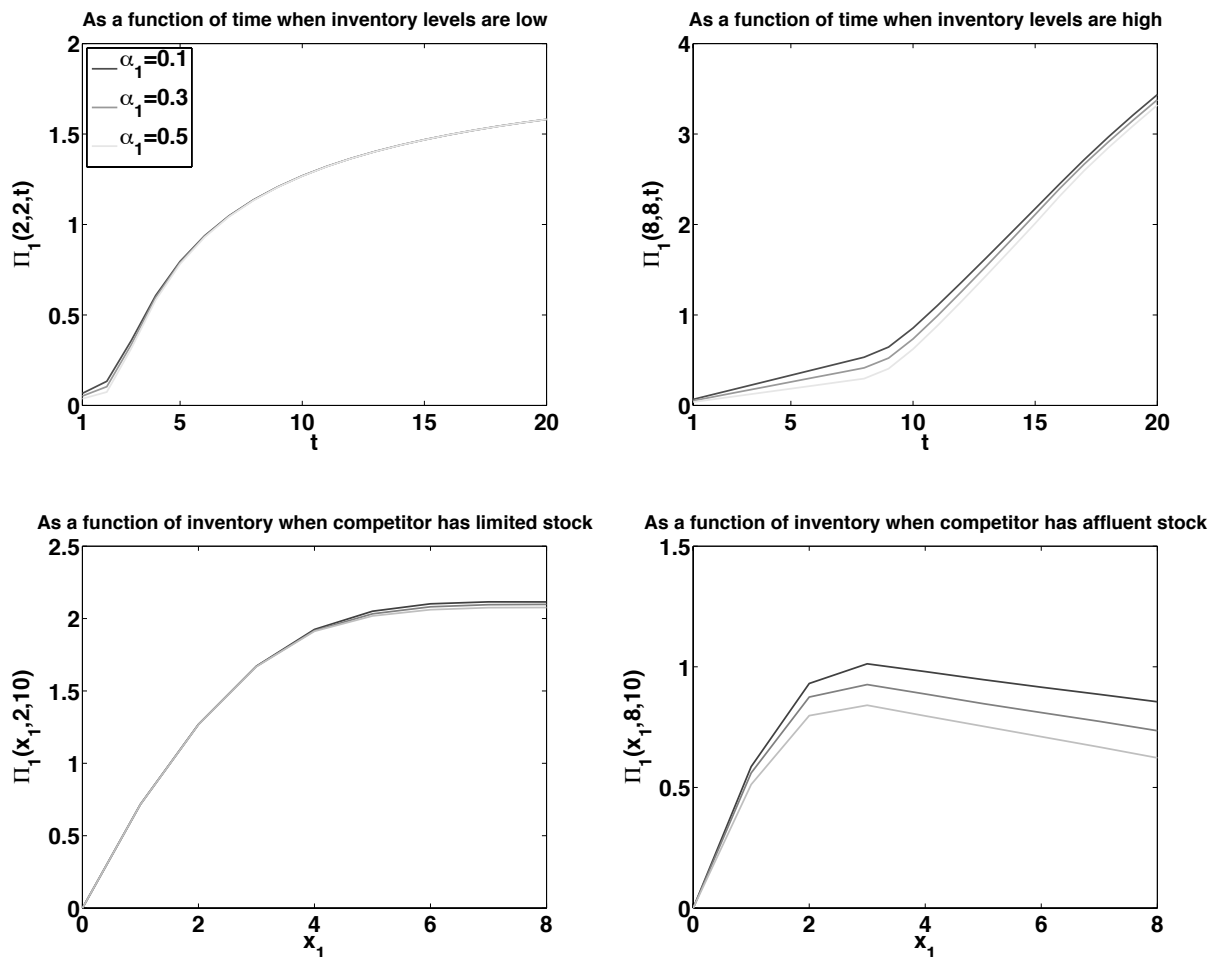 As a function of time when inventory levels are low
2
α1=0.1
α1=0.3
α1=0.5
1.5
1
0.5
0
Π1(2,2,t)
1 5 10 15 20
t
As a function of time when inventory levels are high
4
3
2
1
0
Π1(8,8,t)
1 5 10 15 20
t
As a function of inventory when competitor has limited stock
2.5
2
1.5
1
0.5
0
Π1(x1,2,10)
0 2 4 6 8
x1
As a function of inventory when competitor has affluent stock
1.5
1
0.5
0
Π1(x1,8,10)
0 2 4 6 8
x1